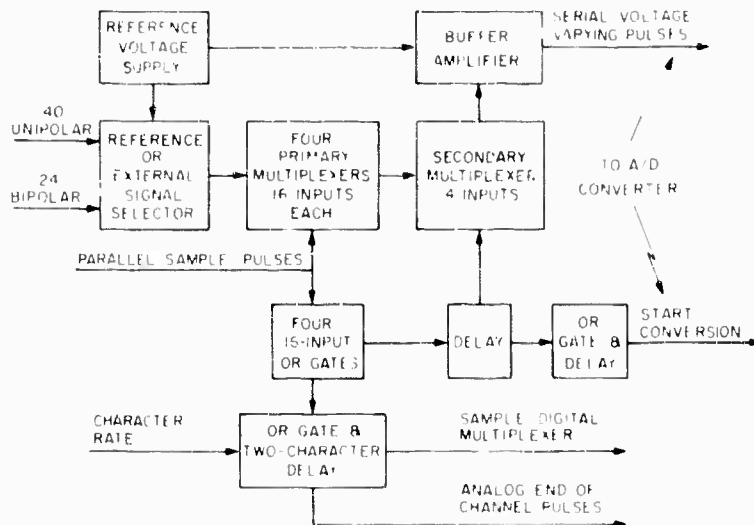 REFERENCE
VOLTAGE
SUPPLY
BUFFER
AMPLIFIER
SERIAL VOLTAGE
VARYING PULSES
40
UNIPOLAR
24
BIPOLAR
REFERENCE
OR
EXTERNAL
SIGNAL
SELECTOR
FOUR
PRIMARY
MULTIPLEXERS
16 INPUTS
EACH
SECONDARY
MULTIPLEXER
4 INPUTS
TO A/D
CONVERTER
PARALLEL SAMPLE PULSES
FOUR
16-INPUT
OR GATES
DELAY
OR
GATE &
DELAY
START
CONVERSION
CHARACTER
RATE
OR GATE &
TWO-CHARACTER
DELAY
SAMPLE DIGITAL
MULTIPLEXER
ANALOG END OF
CHANNEL PULSES